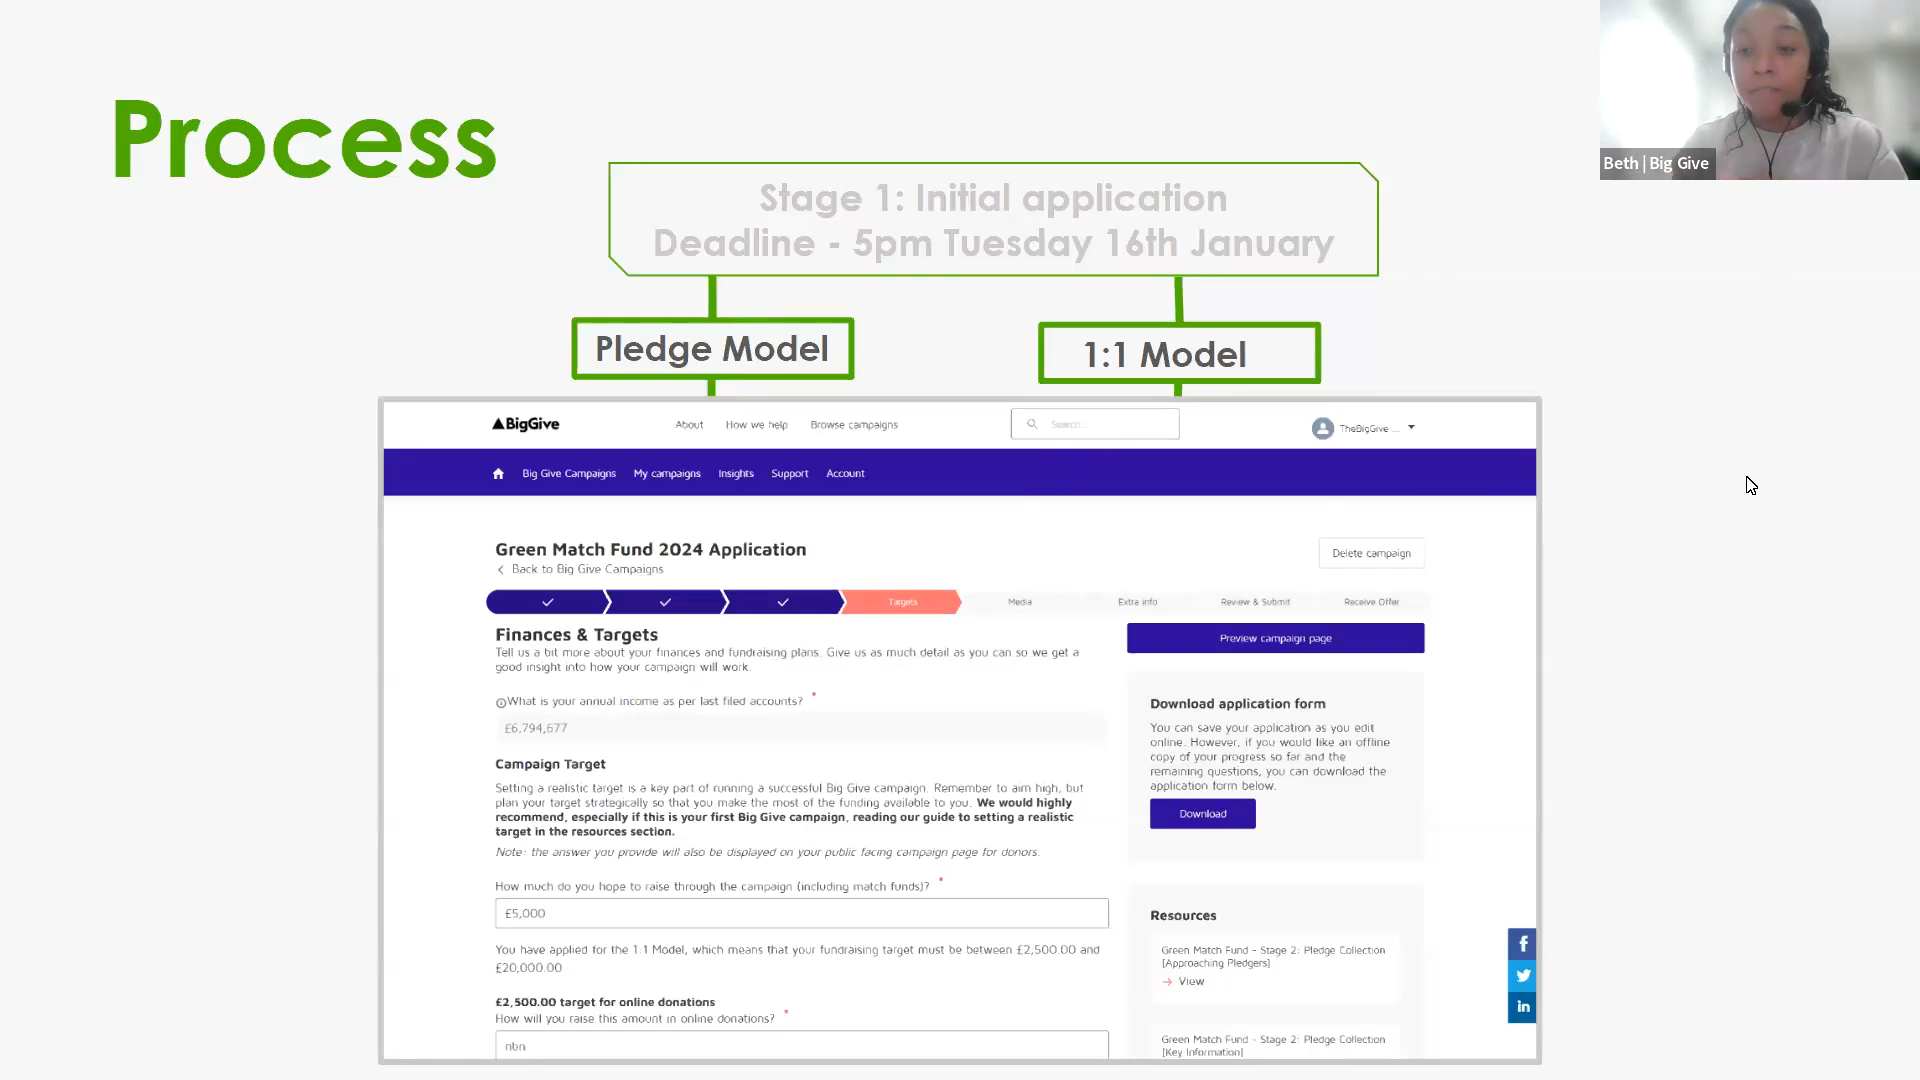 Process
Beth | Big Give
Stage 1: Initial application
Deadline - 5pm Tuesday 16th January
Pledge Model
1:1 Model
BigGive
About
How we help
Browse campaigns
Search...
TheBigGive ...
Big Give Campaigns
My campaigns
Insights
Support
Account
Green Match Fund 2024 Application
Back to Big Give Campaigns
Delete campaign
Targets
Media
Extra info
Review & Submit
Receive Offer
Finances & Targets
Tell us a bit more about your finances and fundraising plans. Give us as much detail as you can so we get a
good insight into how your campaign will work.
What is your annual income as per last filed accounts? *
£6,794,677
Campaign Target
Setting a realistic target is a key part of running a successful Big Give campaign. Remember to aim high, but
plan your target strategically so that you make the most of the funding available to you. We would highly
recommend, especially if this is your first Big Give campaign, reading our guide to setting a realistic
target in the resources section.
Note: the answer you provide will also be displayed on your public facing campaign page for donors.
How much do you hope to raise through the campaign (including match funds)? *
£5,000
You have applied for the 1:1 Model, which means that your fundraising target must be between £2,500.00 and
£20,000.00
£2,500.00 target for online donations
How will you raise this amount in online donations? *
nbn
Preview campaign page
Download application form
You can save your application as you edit
online. However, if you would like an offline
copy of your progress so far and the
remaining questions, you can download the
application form below.
Download
Resources
Green Match Fund - Stage 2: Pledge Collection
[Approaching Pledgers]
View
Green Match Fund - Stage 2: Pledge Collection
[Key Information]